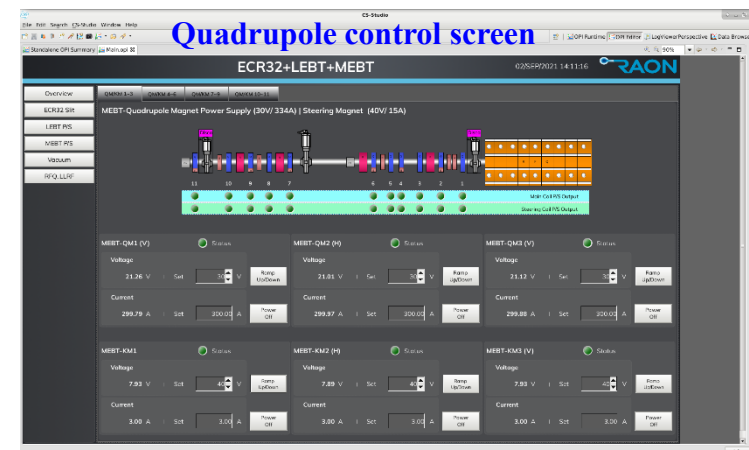 CS-Studio
File Edit Search CS-Studio Window Help
Quadrupole control screen
OPI Runtime OPI Editor LogViewerPerspective Data Browse
Standalone OPI Summary Main.opi
90%
ECR32+LEBT+MEBT
02/SEP/2021 14:11:16
RAON
Overview
ECR32 Slit
LEBT P/S
MEBT P/S
Vacuum
RFQ_LLRF
QM/KM 1-3 QM/KM 4-6 QM/KM 7-9 QM/KM 10-11
MEBT-Quadrupole Magnet Power Supply (30V/ 334A) | Steering Magnet (40V/ 15A)
11 10 9 8 7 6 5 4 3 2 1
Main Coil P/S Output
Steering Coil P/S Output
MEBT-QM1 (V) Status MEBT-QM2 (H) Status MEBT-QM3 (V) Status
Voltage Voltage Voltage
21.26 V | Set 30 V Ramp Up/Down 21.01 V | Set 30 V Ramp Up/Down 21.12 V | Set 30 V Ramp Up/Down
Current Current Current
299.79 A | Set 300.00 A Power Off 299.97 A | Set 300.00 A Power Off 299.88 A | Set 300.00 A Power Off
MEBT-KM1 Status MEBT-KM2 (H) Status MEBT-KM3 (V) Status
Voltage Voltage Voltage
7.93 V | Set 40 V Ramp Up/Down 7.89 V | Set 40 V Ramp Up/Down 7.93 V | Set 40 V Ramp Up/Down
Current Current Current
3.00 A | Set 3.00 A Power Off 3.00 A | Set 3.00 A Power Off 3.00 A | Set 3.00 A Power Off